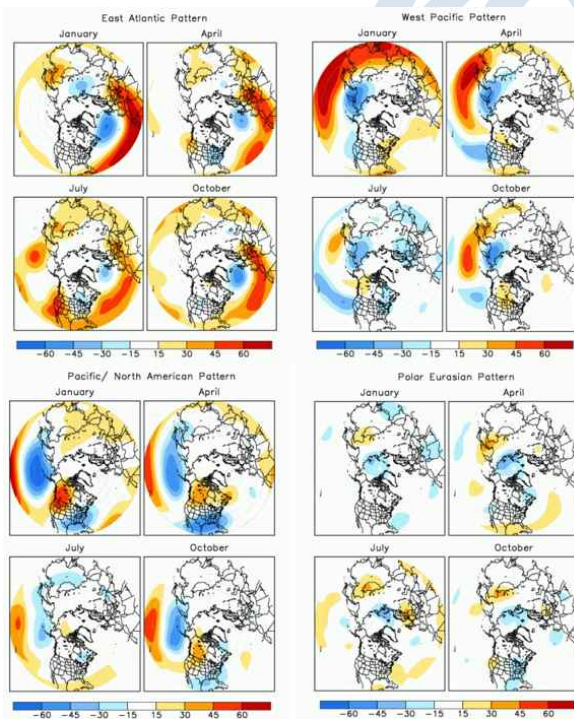 East Atlantic Pattern
January April
July October
-60 -45 -30 -15 15 30 45 60
West Pacific Pattern
January April
July October
-60 -45 -30 -15 15 30 45 60
Pacific/ North American Pattern
January April
July October
-60 -45 -30 -15 15 30 45 60
Polar Eurasian Pattern
January April
July October
-60 -45 -30 -15 15 30 45 60